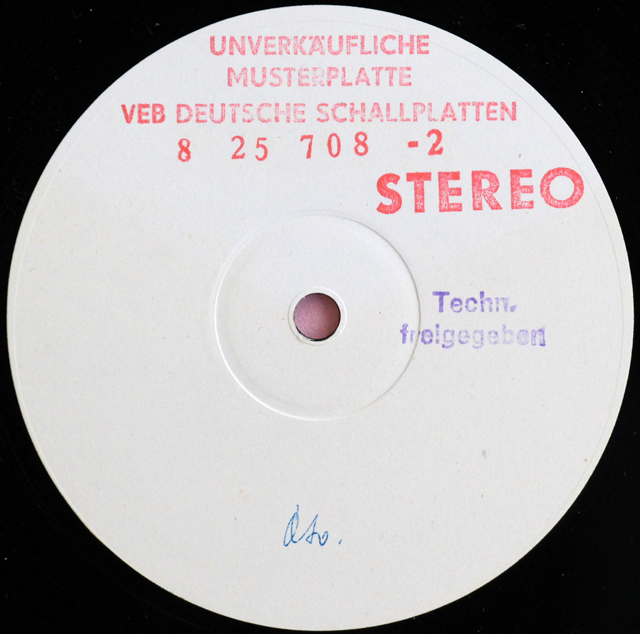 UNVERKÄUFLICHE
MUSTERPLATTE
VEB DEUTSCHE SCHALLPLATTEN
8 25 708 -2
STEREO
Techn.
freigegeben